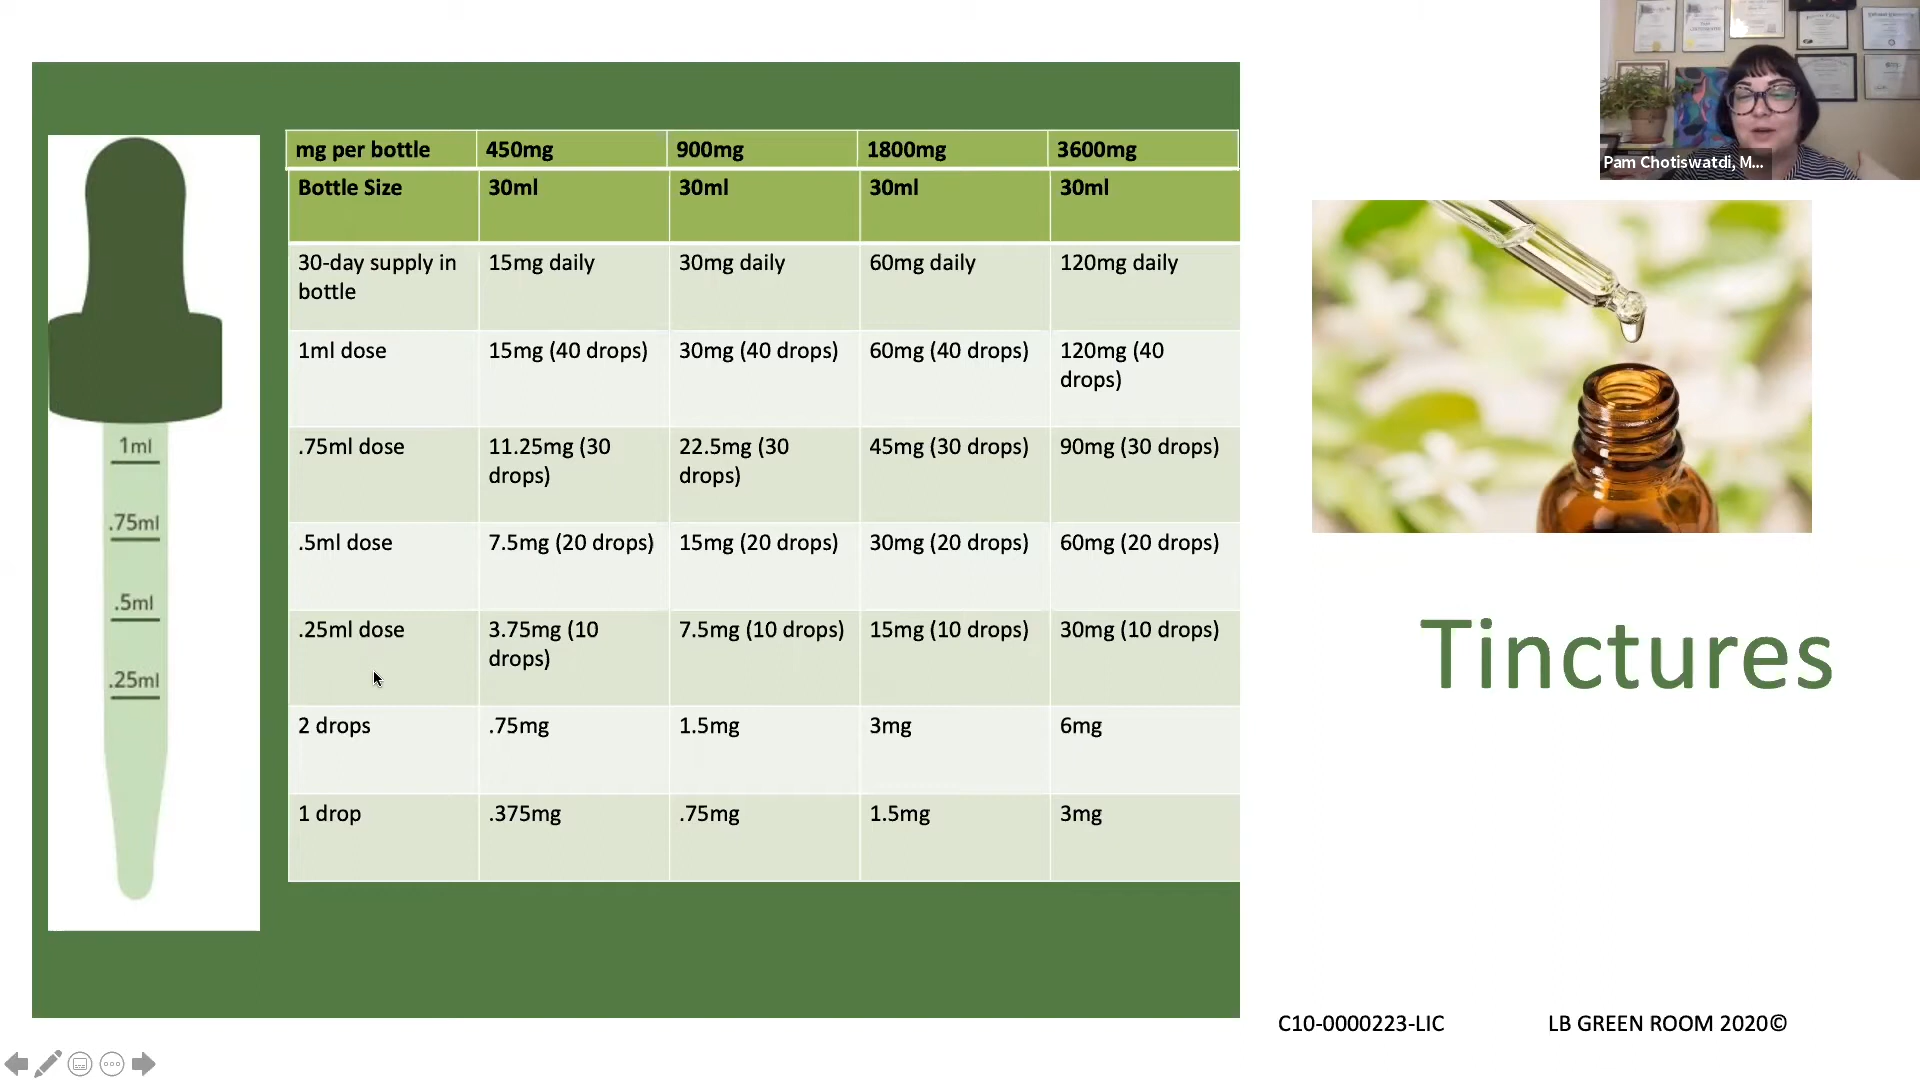 Pam Chotiswatdi, M...
1ml
.75ml
.5ml
.25ml
mg per bottle 450mg 900mg 1800mg 3600mg
Bottle Size 30ml 30ml 30ml 30ml
30-day supply in 15mg daily 30mg daily 60mg daily 120mg daily
bottle
1ml dose 15mg (40 drops) 30mg (40 drops) 60mg (40 drops) 120mg (40
drops)
.75ml dose 11.25mg (30 22.5mg (30 45mg (30 drops) 90mg (30 drops)
drops) drops)
.5ml dose 7.5mg (20 drops) 15mg (20 drops) 30mg (20 drops) 60mg (20 drops)
.25ml dose 3.75mg (10 7.5mg (10 drops) 15mg (10 drops) 30mg (10 drops)
drops)
2 drops .75mg 1.5mg 3mg 6mg
1 drop .375mg .75mg 1.5mg 3mg
Tinctures
C10-0000223-LIC LB GREEN ROOM 2020©